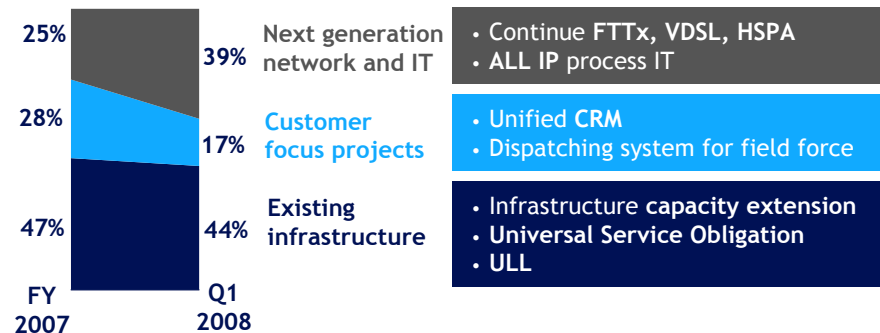 25%
39%
Next generation
network and IT
• Continue FTTx, VDSL, HSPA
• ALL IP process IT
28%
17%
Customer
focus projects
• Unified CRM
• Dispatching system for field force
47%
44%
Existing
infrastructure
• Infrastructure capacity extension
• Universal Service Obligation
• ULL
FY
2007
Q1
2008